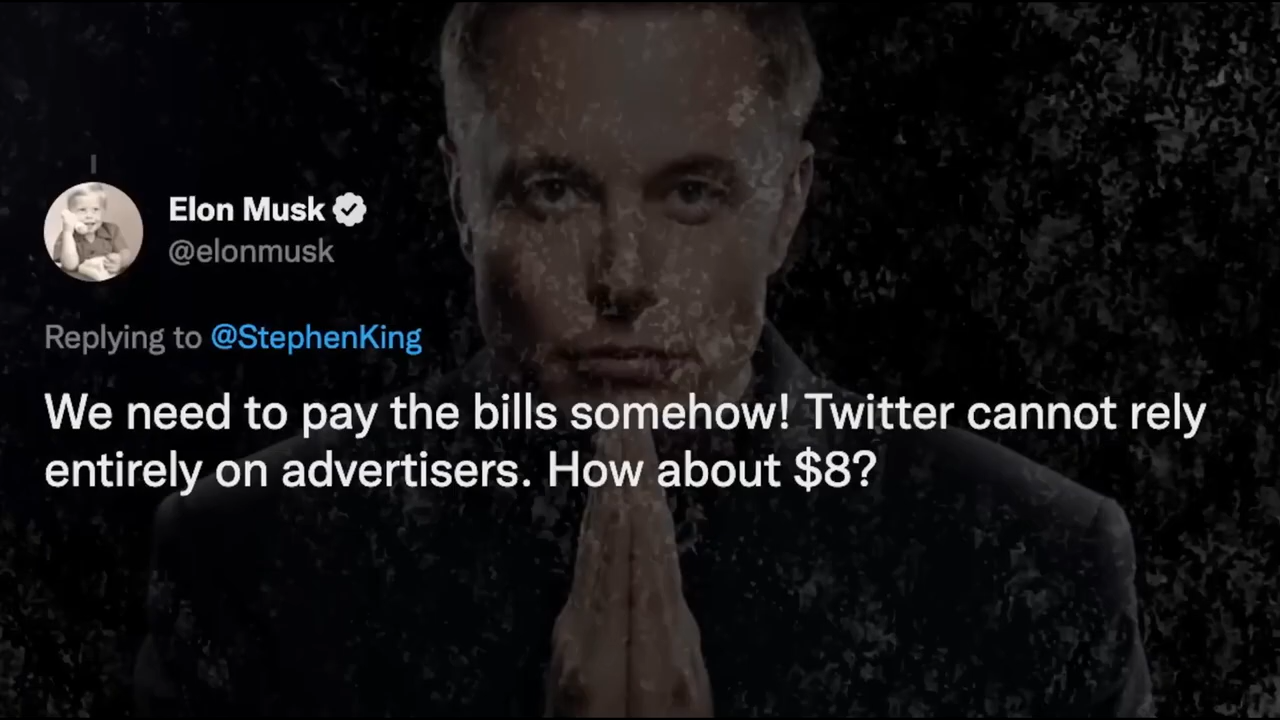 Elon Musk
@elonmusk
Replying to @StephenKing
We need to pay the bills somehow! Twitter cannot rely
entirely on advertisers. How about $8?